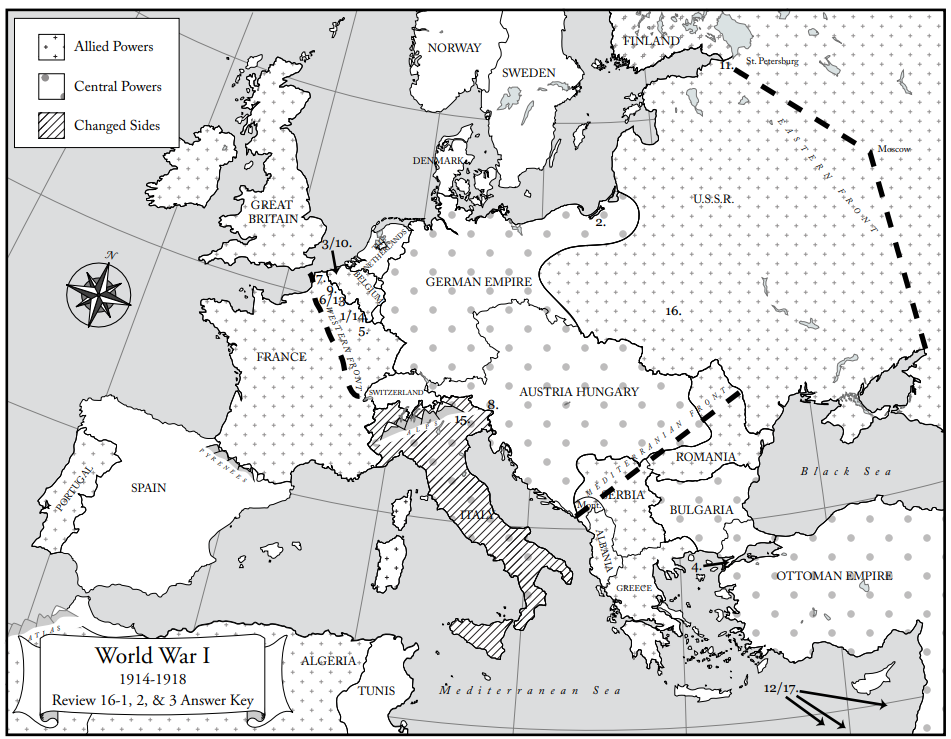 Allied Powers
Central Powers
Changed Sides
NORWAY
SWEDEN
FINLAND
11.
St. Petersburg
Moscow
EASTERN FRONT
DENMARK
U.S.S.R.
GREAT
BRITAIN
2.
3/10.
NETHERLANDS
BELGIUM
GERMAN EMPIRE
N
7.
9.
6/13.
1/14.
5.
WESTERN FRONT
16.
FRANCE
SWITZERLAND
AUSTRIA HUNGARY
8.
15.
ALPS
MEDITERRANEAN FRONT
ROMANIA
Black Sea
PYRENEES
PORTUGAL
SPAIN
ITALY
SERBIA
Mont.
BULGARIA
ALBANIA
4.
GREECE
OTTOMAN EMPIRE
ATLAS
World War I
1914-1918
Review 16-1, 2, & 3 Answer Key
ALGERIA
TUNIS
Mediterranean Sea
12/17.